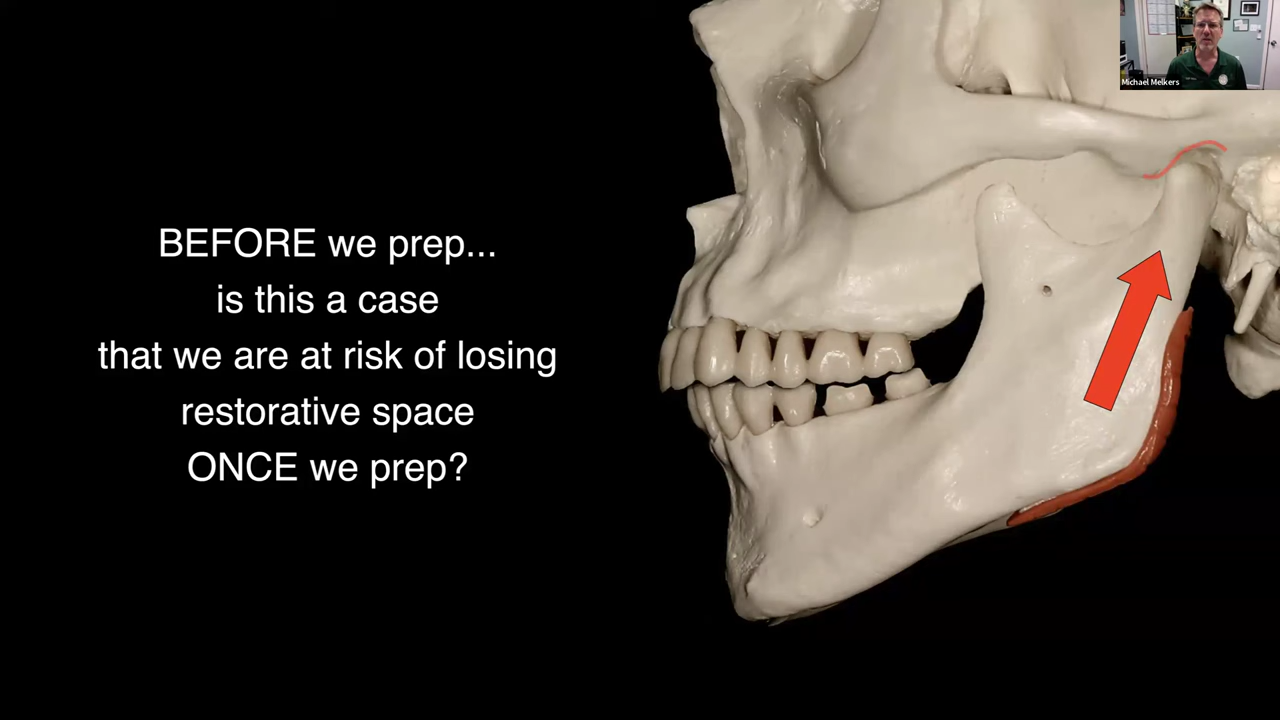 Michael Melkers
BEFORE we prep...
is this a case
that we are at risk of losing
restorative space
ONCE we prep?